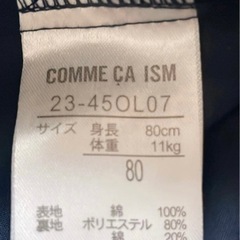 COMME ÇA ISM
23-45OL07
サイズ 身長 80cm
体重 11kg
80
表地 綿 100%
裏地 ポリエステル 80%
綿 20%